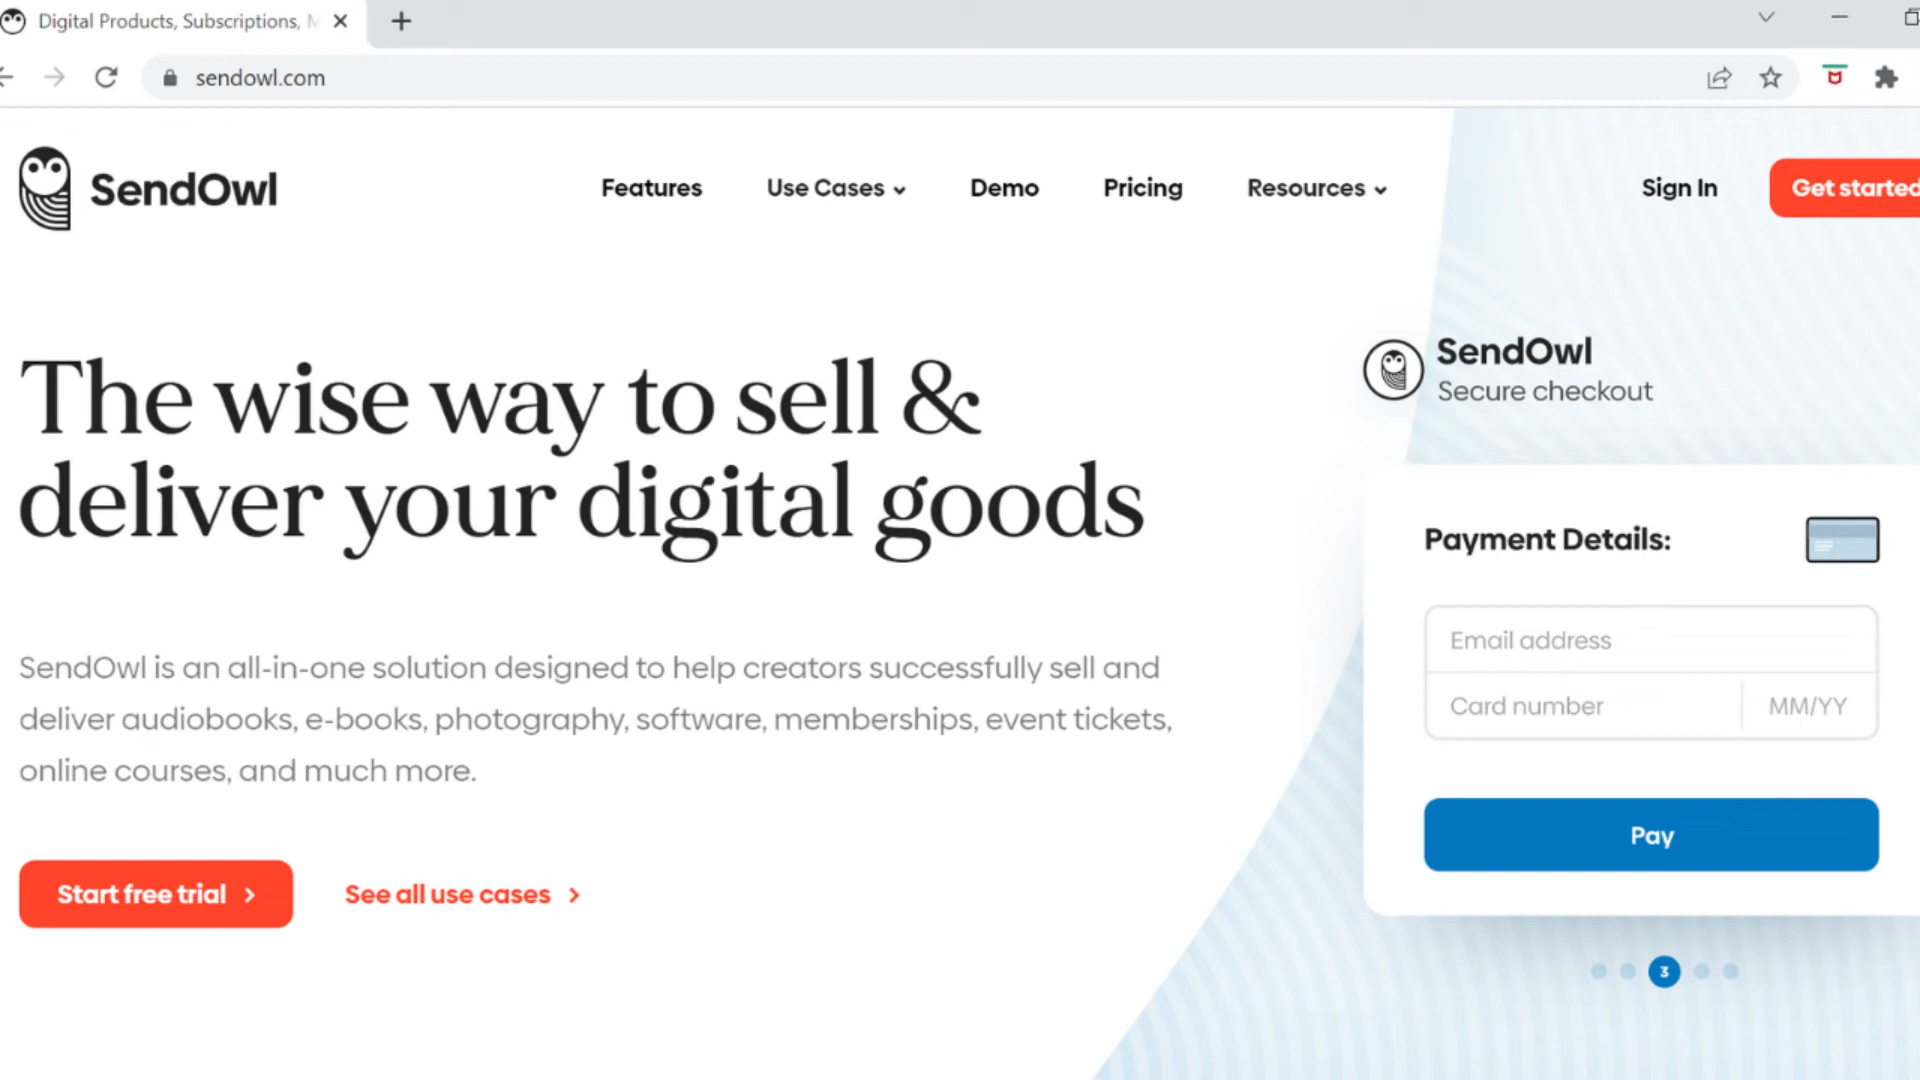 Digital Products, Subscriptions,
sendowl.com
SendOwl
Features
Use Cases
Demo
Pricing
Resources
Sign In
Get started
The wise way to sell &
deliver your digital goods
SendOwl is an all-in-one solution designed to help creators successfully sell and
deliver audiobooks, e-books, photography, software, memberships, event tickets,
online courses, and much more.
Start free trial
See all use cases
SendOwl
Secure checkout
Payment Details:
Email address
Card number MM/YY
Pay
3